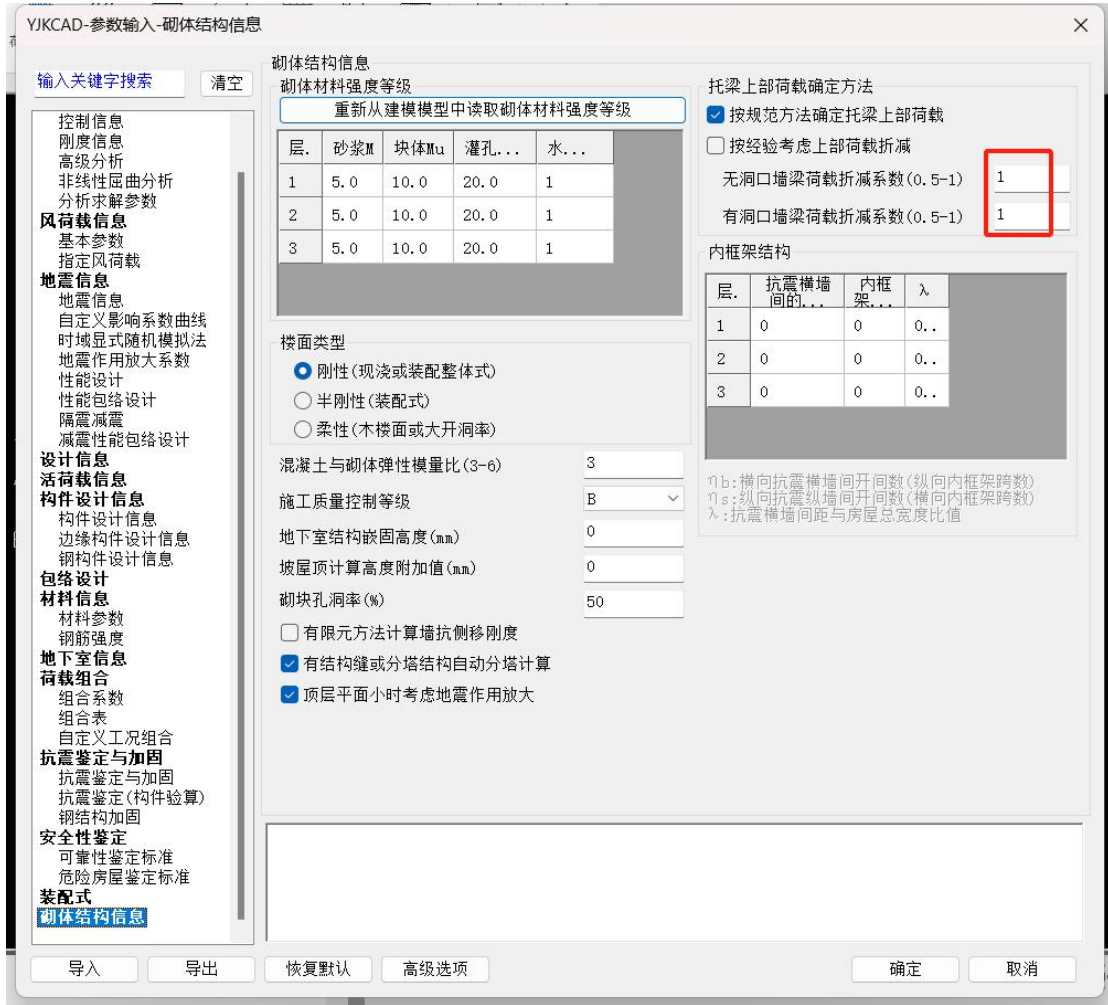 YJKCAD-参数输入-砌体结构信息
输入关键字搜索
清空
控制信息
刚度信息
高级分析
非线性屈曲分析
分析求解参数
风荷载信息
基本参数
指定风荷载
地震信息
地震信息
自定义影响系数曲线
时域显式随机模拟法
地震作用放大系数
性能设计
性能包络设计
隔震减震
减震性能包络设计
设计信息
活荷载信息
构件设计信息
构件设计信息
边缘构件设计信息
钢构件设计信息
包络设计
材料信息
材料参数
钢筋强度
地下室信息
荷载组合
组合系数
组合表
自定义工况组合
抗震鉴定与加固
抗震鉴定与加固
抗震鉴定(构件验算)
钢结构加固
安全性鉴定
可靠性鉴定标准
危险房屋鉴定标准
装配式
砌体结构信息
砌体结构信息
砌体材料强度等级
重新从建模模型中读取砌体材料强度等级
层. 砂浆M 块体Mu 灌孔... 水...
1 5.0 10.0 20.0 1
2 5.0 10.0 20.0 1
3 5.0 10.0 20.0 1
楼面类型
刚性(现浇或装配整体式)
半刚性(装配式)
柔性(木楼面或大开洞率)
混凝土与砌体弹性模量比(3-6) 3
施工质量控制等级 B
地下室结构嵌固高度(mm) 0
坡屋顶计算高度附加值(mm) 0
砌块孔洞率(%) 50
有限元方法计算墙抗侧移刚度
有结构缝或分塔结构自动分塔计算
顶层平面小时考虑地震作用放大
托梁上部荷载确定方法
按规范方法确定托梁上部荷载
按经验考虑上部荷载折减
无洞口墙梁荷载折减系数(0.5-1) 1
有洞口墙梁荷载折减系数(0.5-1) 1
内框架结构
层. 抗震横墙间的... 内框架... λ
1 0 0 0..
2 0 0 0..
3 0 0 0..
ηb:横向抗震横墙间开间数(纵向内框架跨数)
ηs:纵向抗震纵墙间开间数(横向内框架跨数)
λ:抗震横墙间距与房屋总宽度比值
导入
导出
恢复默认
高级选项
确定
取消